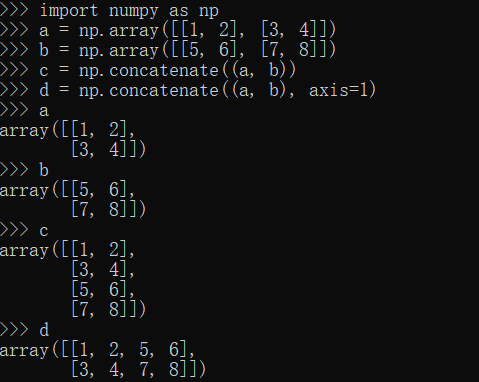 >>> import numpy as np
>>> a = np.array([[1, 2], [3, 4]])
>>> b = np.array([[5, 6], [7, 8]])
>>> c = np.concatenate((a, b))
>>> d = np.concatenate((a, b), axis=1)
>>> a
array([[1, 2],
       [3, 4]])
>>> b
array([[5, 6],
       [7, 8]])
>>> c
array([[1, 2],
       [3, 4],
       [5, 6],
       [7, 8]])
>>> d
array([[1, 2, 5, 6],
       [3, 4, 7, 8]])